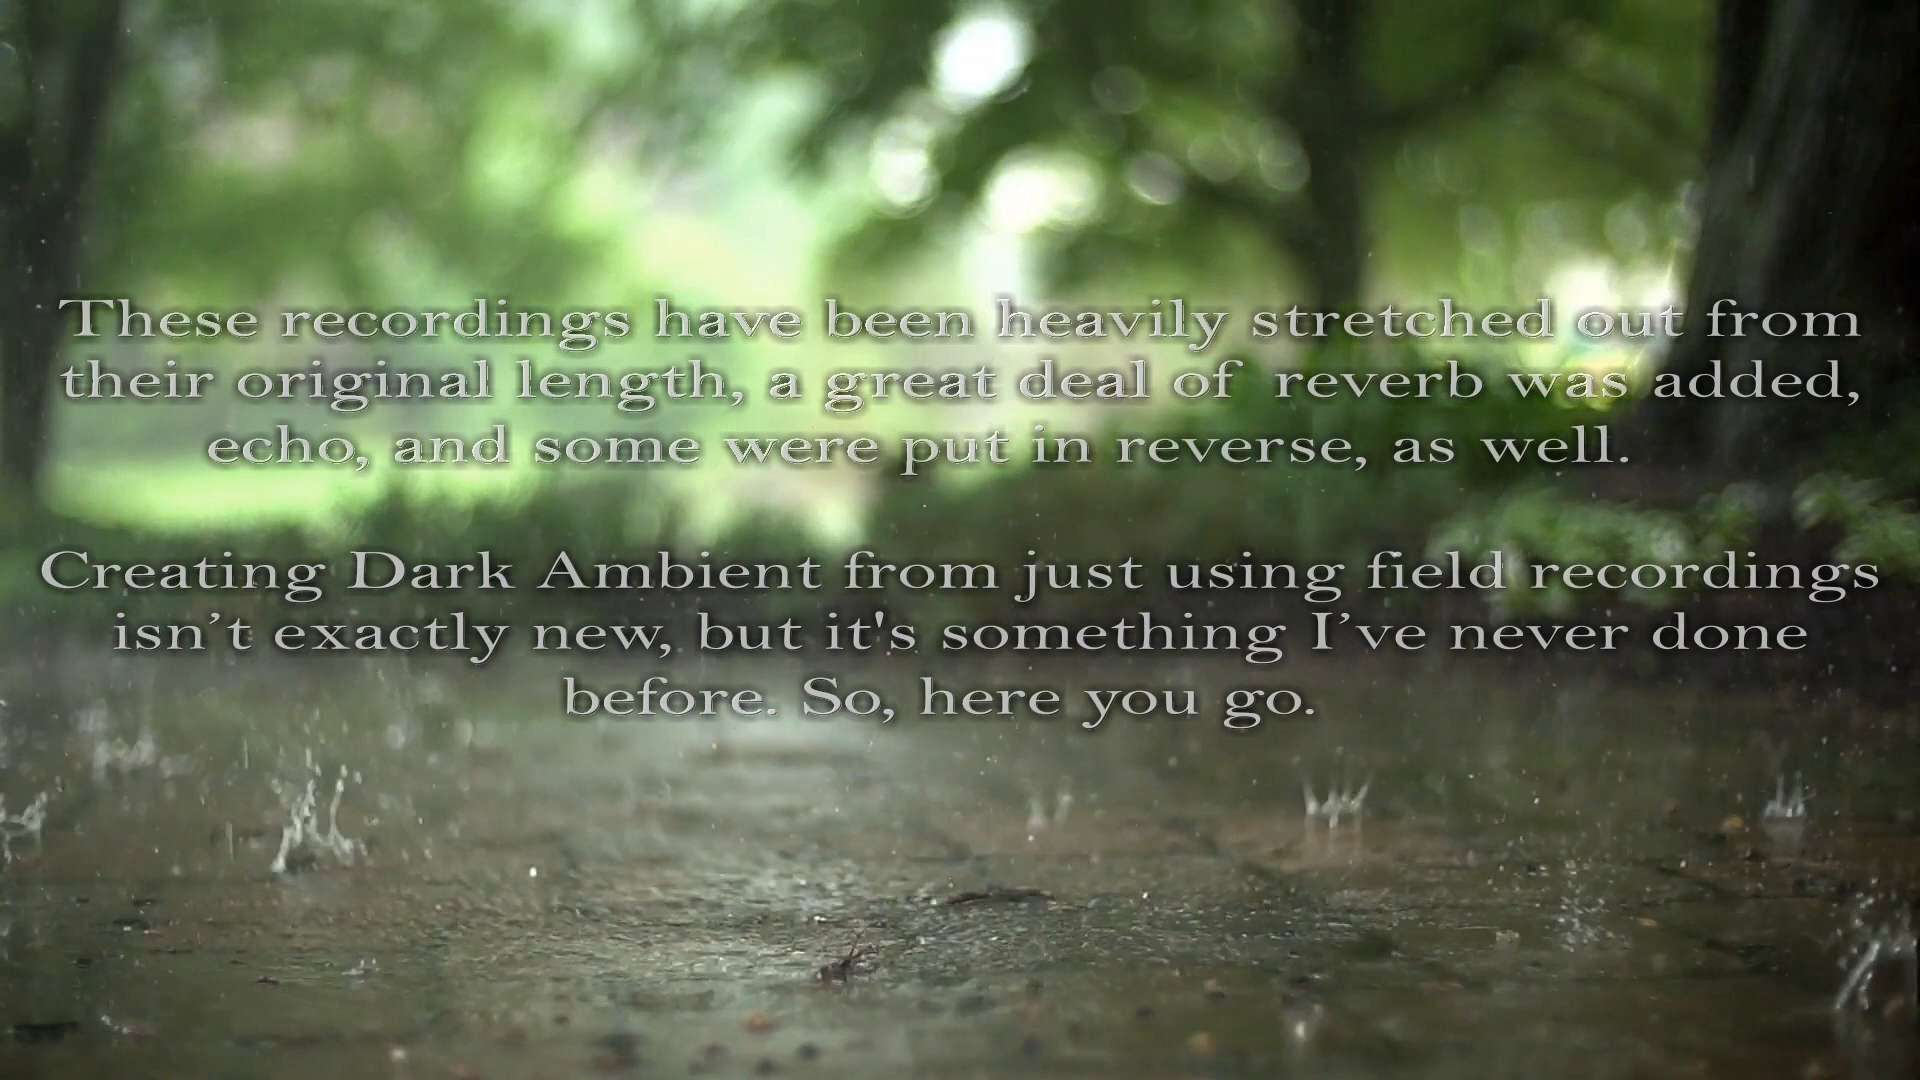 These recordings have been heavily stretched out from
their original length, a great deal of reverb was added,
echo, and some were put in reverse, as well.
Creating Dark Ambient from just using field recordings
isn’t exactly new, but it's something I’ve never done
before. So, here you go.